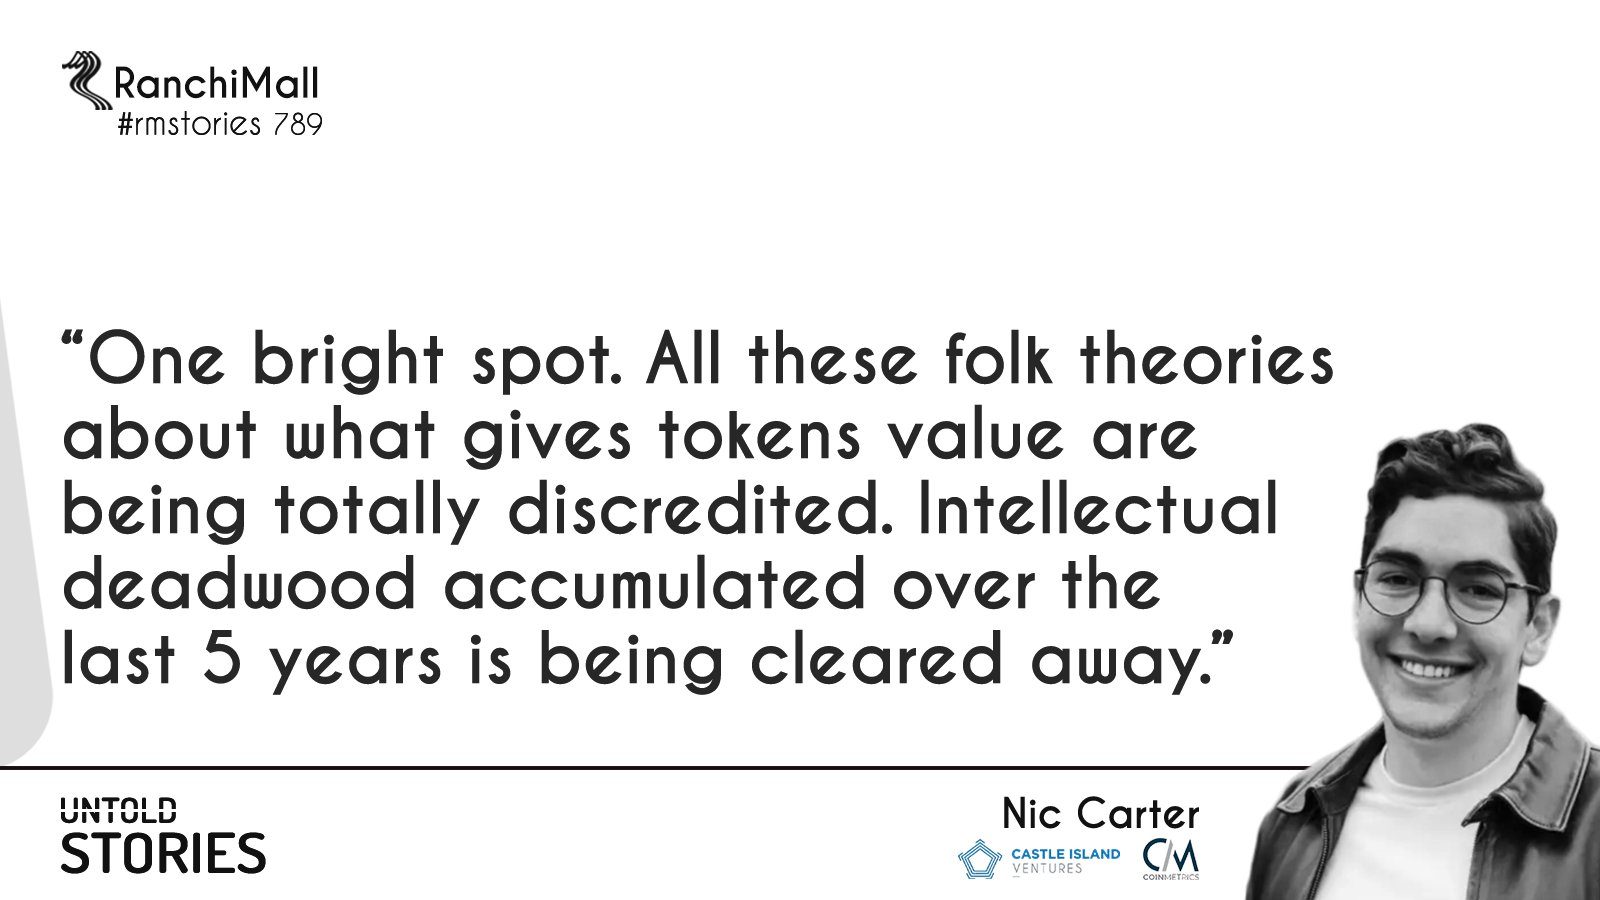 RanchiMall
#rmstories 789
“One bright spot. All these folk theories
about what gives tokens value are
being totally discredited. Intellectual
deadwood accumulated over the
last 5 years is being cleared away.”
UNTOLD
STORIES
Nic Carter
CASTLE ISLAND
VENTURES
C/M
COINMETRICS